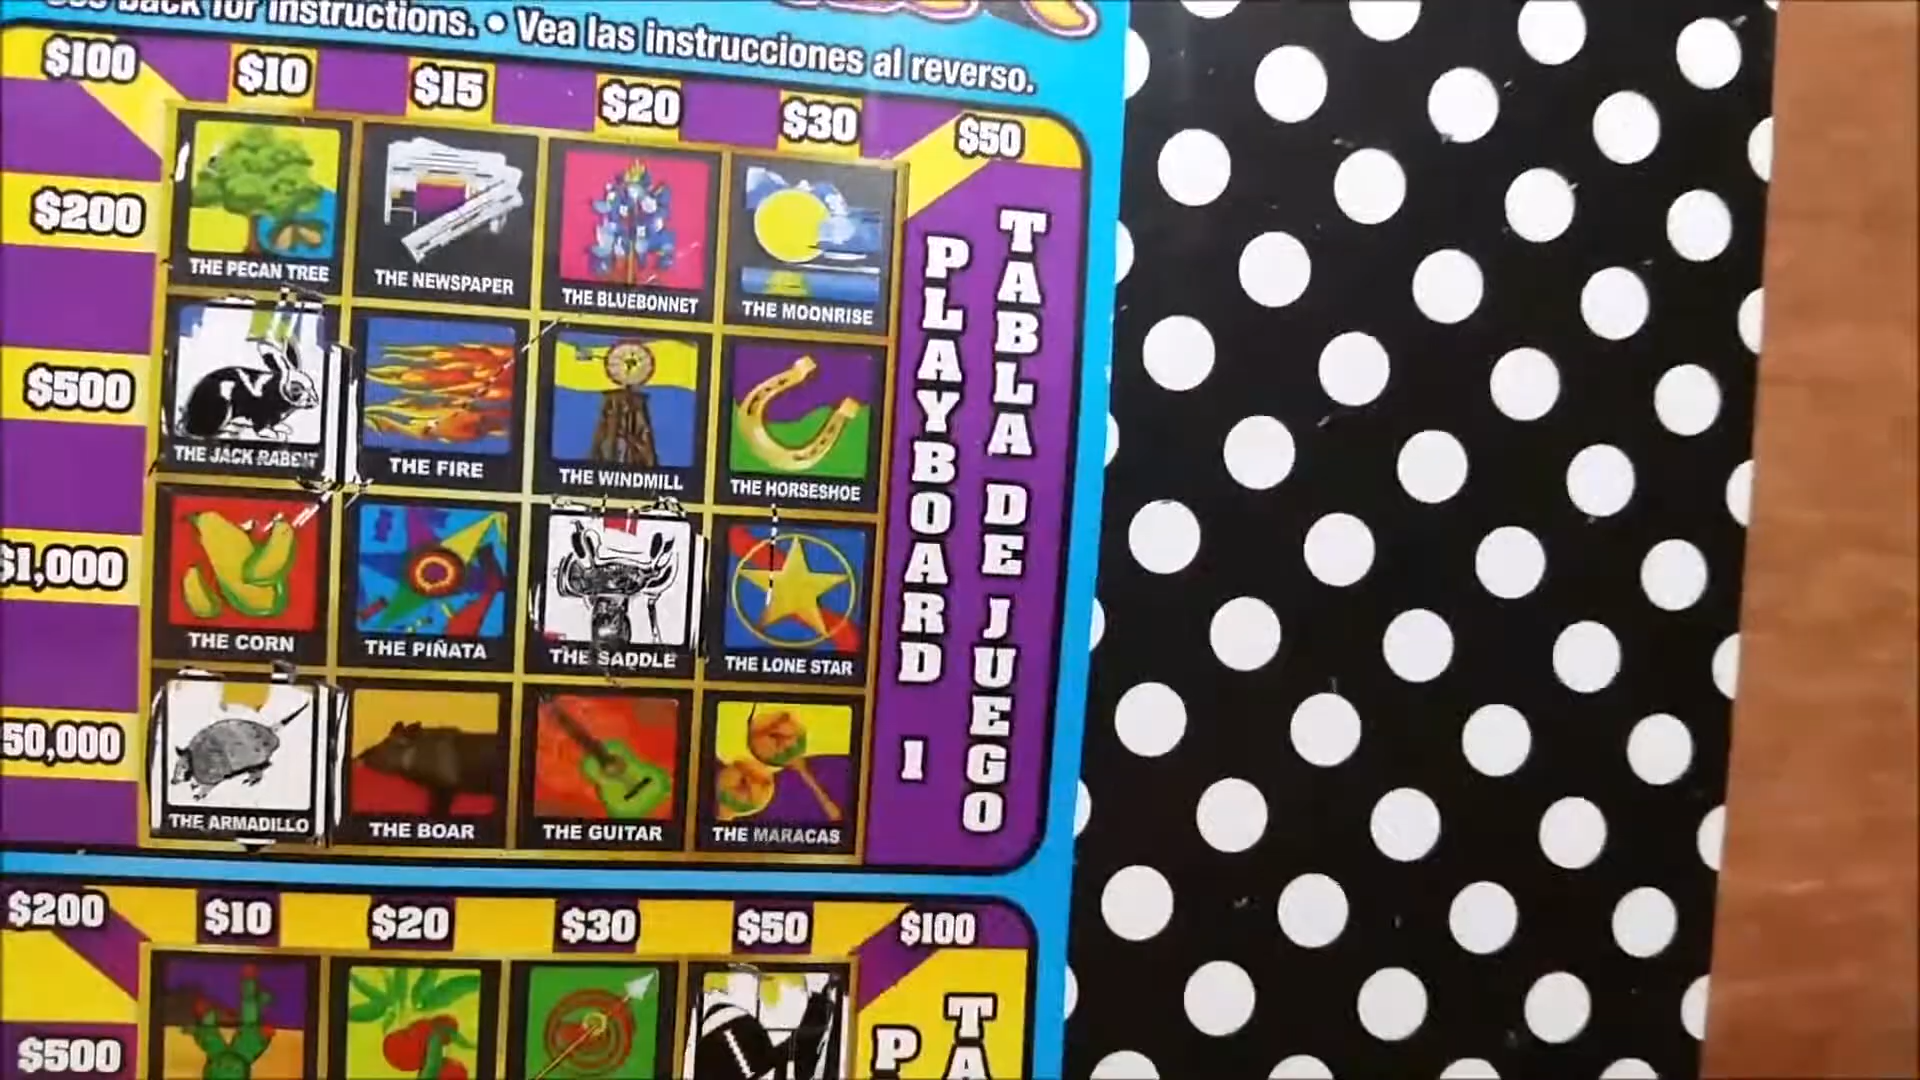 back for instructions. • Vea las instrucciones al reverso.
$100 $10 $15 $20 $30 $50
$200
THE PECAN TREE THE NEWSPAPER THE BLUEBONNET THE MOONRISE
$500
THE JACK RABBIT THE FIRE THE WINDMILL THE HORSESHOE
$1,000
THE CORN THE PIÑATA THE SADDLE THE LONE STAR
50,000
THE ARMADILLO THE BOAR THE GUITAR THE MARACAS
PLAYBOARD 1
TABLA DE JUEGO
$200 $10 $20 $30 $50 $100
$500
P
TA